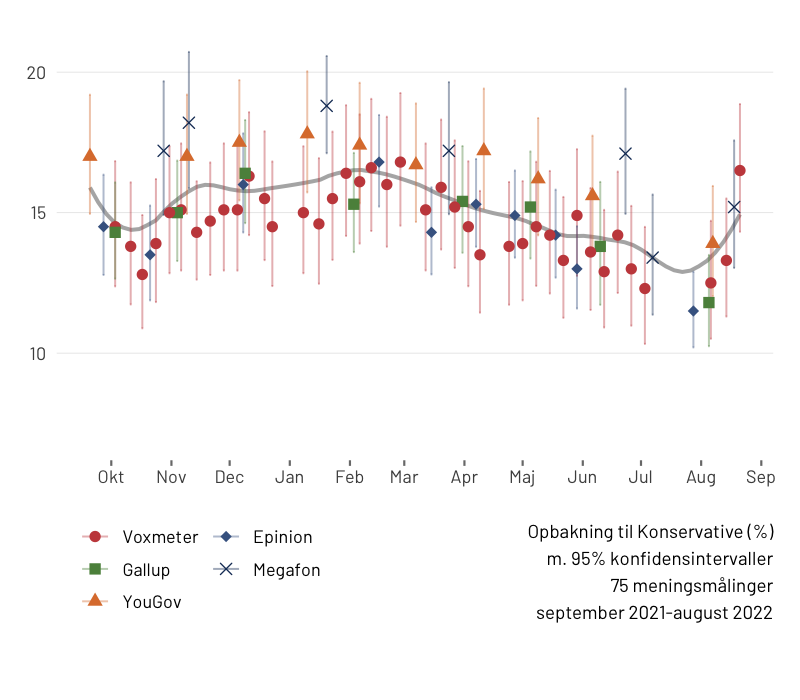 20
15
10
Okt Nov Dec Jan Feb Mar Apr Maj Jun Jul Aug Sep
Voxmeter Epinion
Gallup Megafon
YouGov
Opbakning til Konservative (%)
m. 95% konfidensintervaller
75 meningsmålinger
september 2021-august 2022